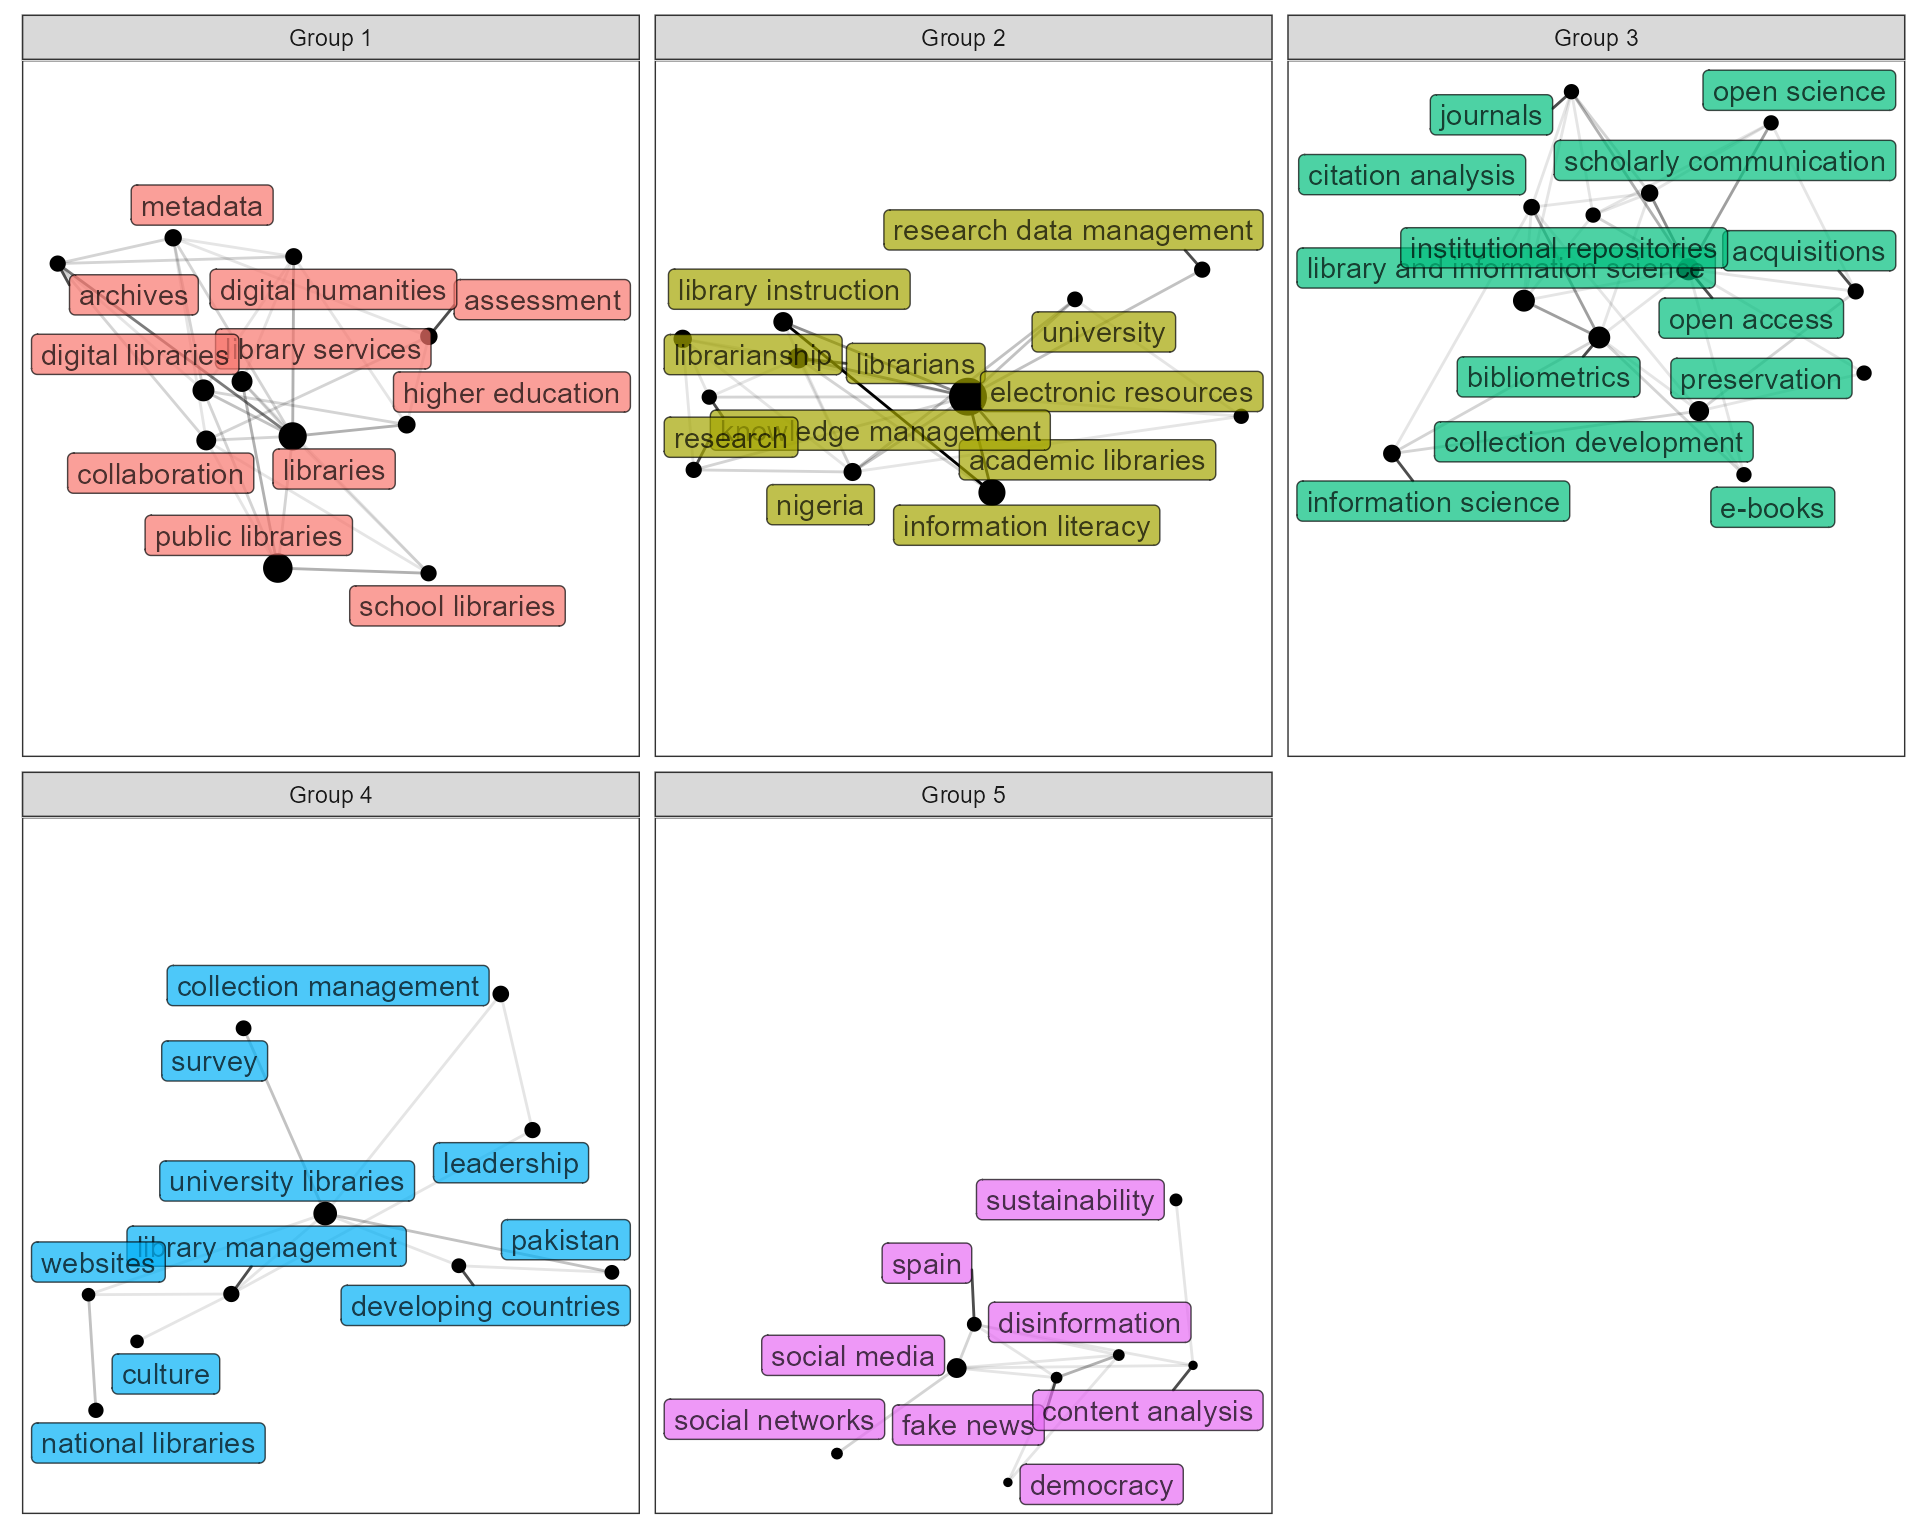 Group 1
metadata
archives
digital humanities
assessment
digital libraries
library services
higher education
collaboration
libraries
public libraries
school libraries
Group 2
research data management
library instruction
university
librarianship
librarians
electronic resources
research
knowledge management
academic libraries
nigeria
information literacy
Group 3
open science
journals
scholarly communication
citation analysis
institutional repositories
acquisitions
library and information science
open access
bibliometrics
preservation
collection development
information science
e-books
Group 4
collection management
survey
leadership
university libraries
pakistan
library management
websites
developing countries
culture
national libraries
Group 5
sustainability
spain
disinformation
social media
social networks
fake news
content analysis
democracy